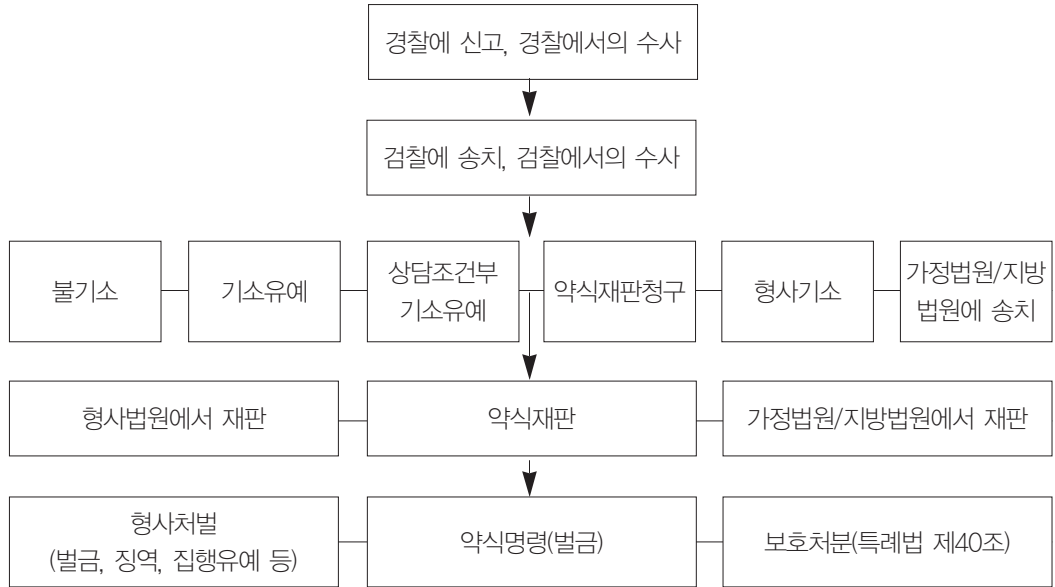 경찰에 신고, 경찰에서의 수사
검찰에 송치, 검찰에서의 수사
불기소
기소유예
상담조건부
기소유예
약식재판청구
형사기소
가정법원/지방
법원에 송치
형사법원에서 재판
약식재판
가정법원/지방법원에서 재판
형사처벌
(벌금, 징역, 집행유예 등)
약식명령(벌금)
보호처분(특례법 제40조)